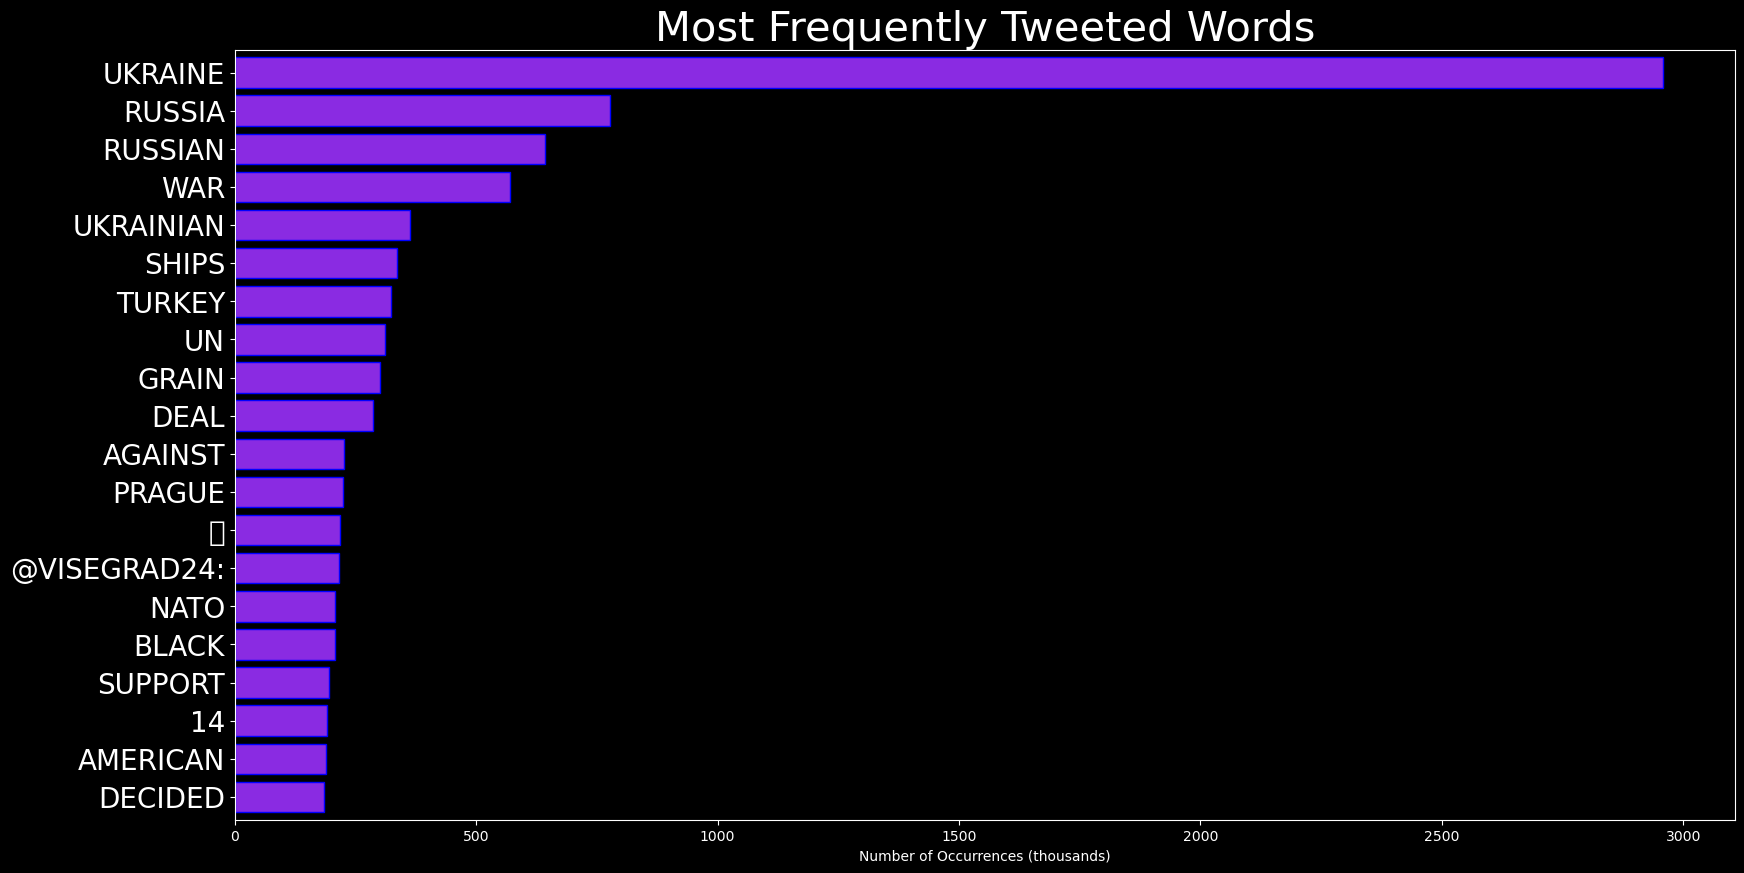 Most Frequently Tweeted Words
UKRAINE
RUSSIA
RUSSIAN
WAR
UKRAINIAN
SHIPS
TURKEY
UN
GRAIN
DEAL
AGAINST
PRAGUE
@VISEGRAD24:
NATO
BLACK
SUPPORT
14
AMERICAN
DECIDED
0 500 1000 1500 2000 2500 3000
Number of Occurrences (thousands)